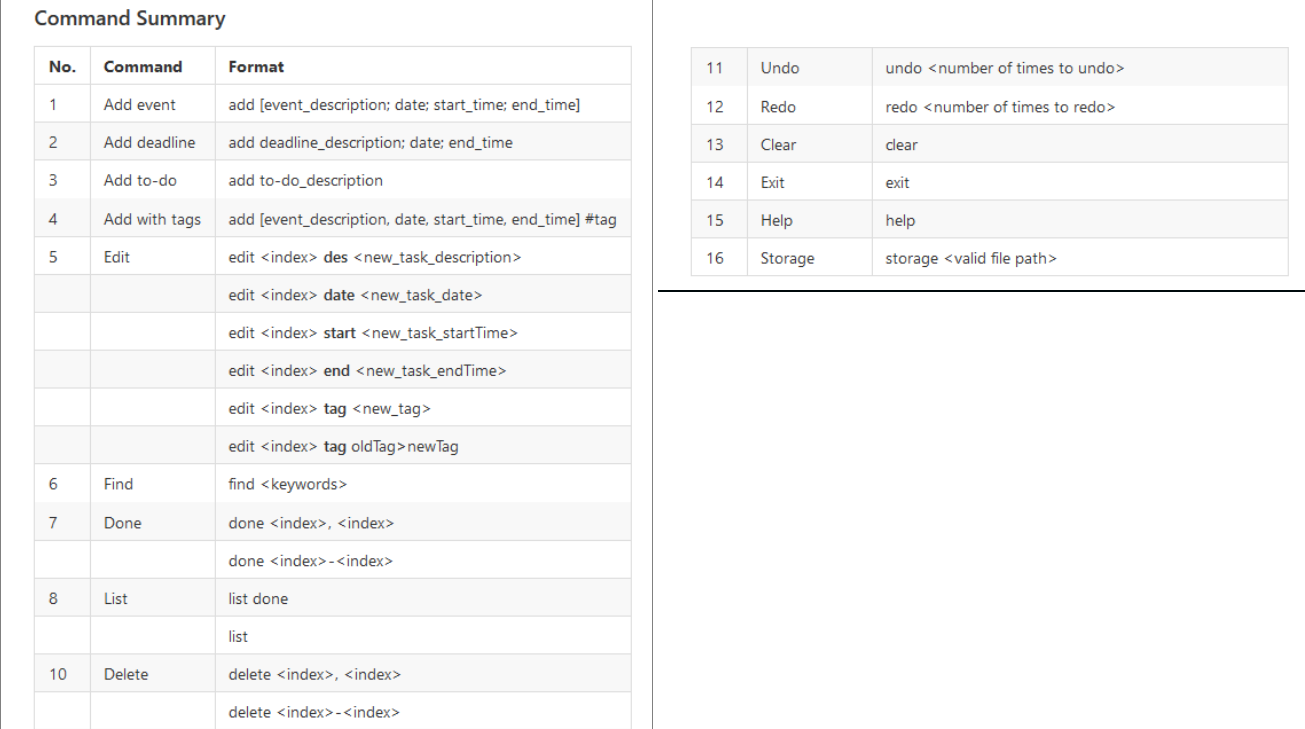 Command Summary
No. Command Format
1 Add event add [event_description; date; start_time; end_time]
2 Add deadline add deadline_description; date; end_time
3 Add to-do add to-do_description
4 Add with tags add [event_description, date, start_time, end_time] #tag
5 Edit edit <index> des <new_task_description>
edit <index> date <new_task_date>
edit <index> start <new_task_startTime>
edit <index> end <new_task_endTime>
edit <index> tag <new_tag>
edit <index> tag oldTag>newTag
6 Find find <keywords>
7 Done done <index>, <index>
done <index>-<index>
8 List list done
list
10 Delete delete <index>, <index>
delete <index>-<index>
11 Undo undo <number of times to undo>
12 Redo redo <number of times to redo>
13 Clear clear
14 Exit exit
15 Help help
16 Storage storage <valid file path>